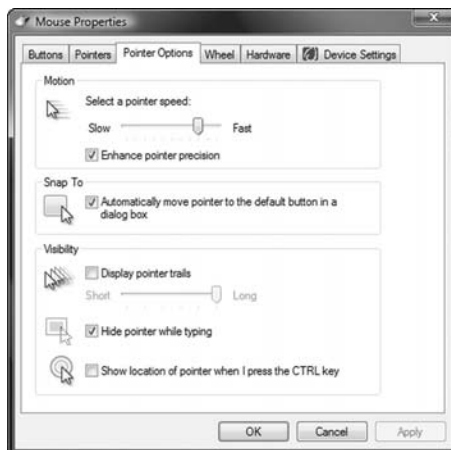 Mouse Properties
Buttons Pointers Pointer Options Wheel Hardware Device Settings
Motion
Select a pointer speed:
Slow Fast
Enhance pointer precision
Snap To
Automatically move pointer to the default button in a
dialog box
Visibility
Display pointer trails
Short Long
Hide pointer while typing
Show location of pointer when I press the CTRL key
OK Cancel Apply